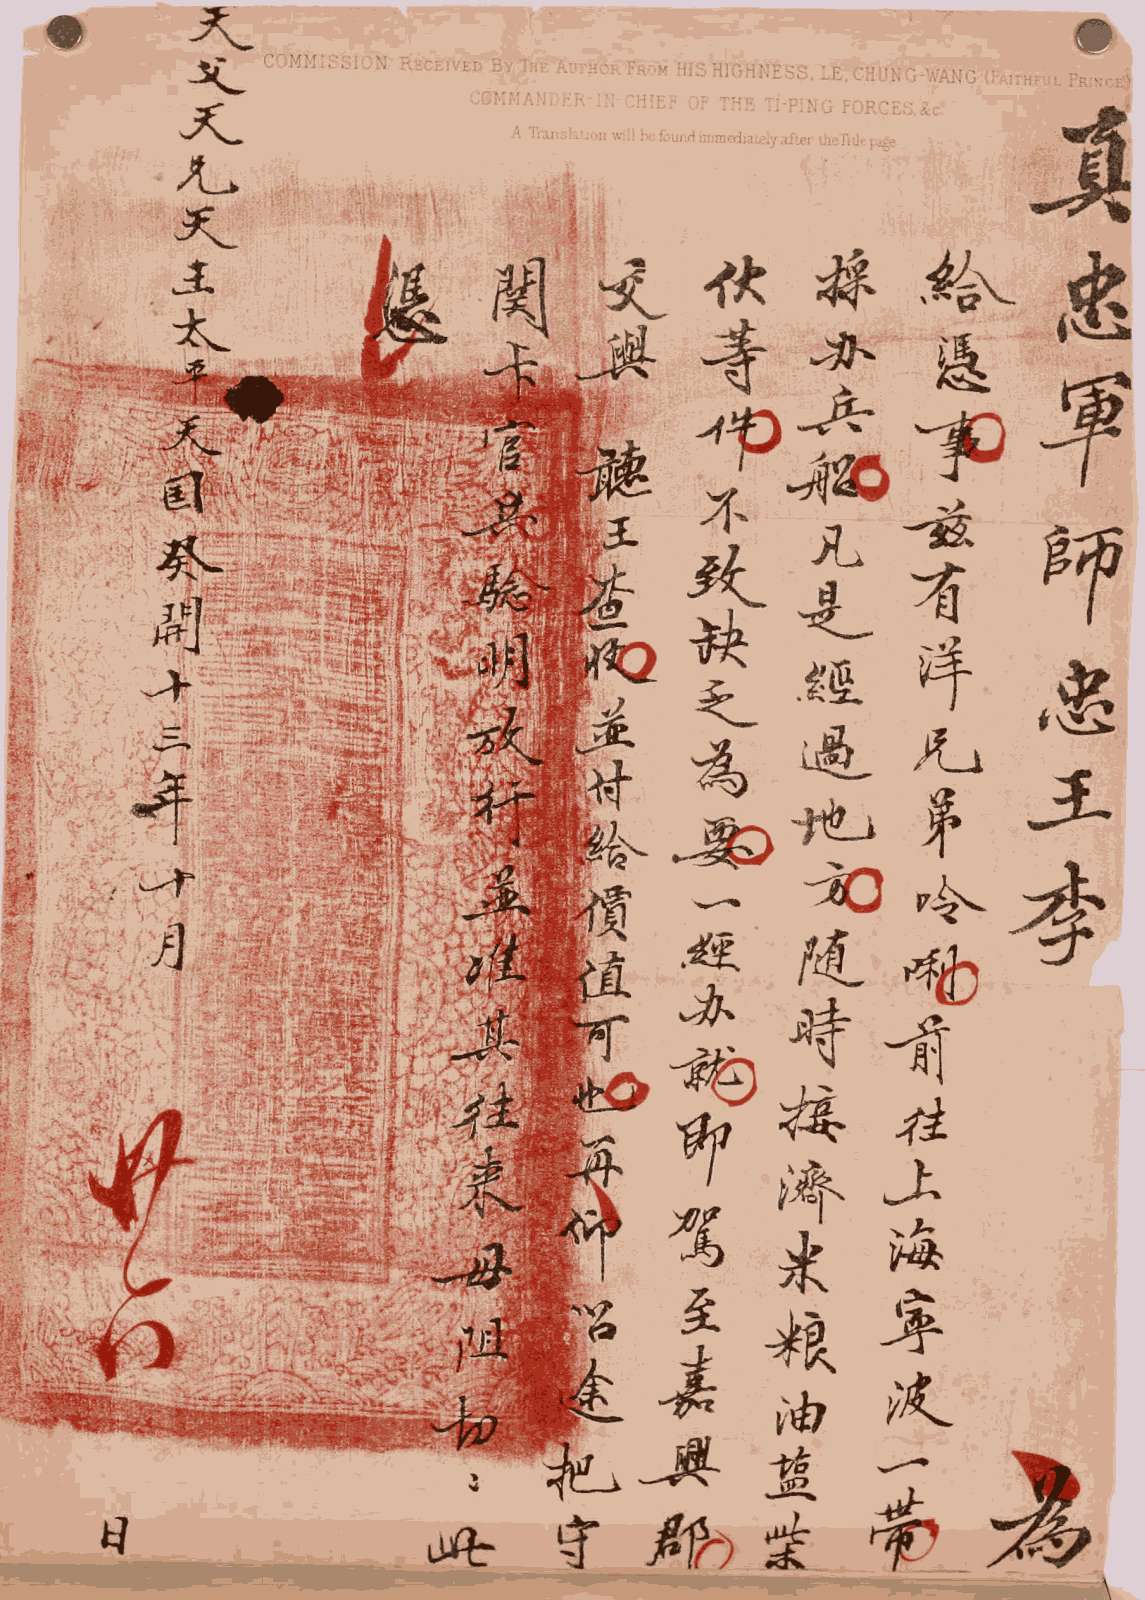 COMMISSION RECEIVED BY THE AUTHOR FROM HIS HIGHNESS, LE, CHUNG-WANG (FAITHFUL PRINCE)
COMMANDER-IN-CHIEF OF THE TI-PING FORCES, &c.
A Translation will be found immediately after the Title page
真忠軍師忠王李為
給憑事茲有洋兄弟呤唎前往上海寧波一帶
採办兵船凡是經過地方随時接濟米粮油塩柴
伙等件不致缺乏為要一經办就即駕至嘉興郡
交與聽王查收並付給價值可也再仰沿途把守
関卡官兵驗明放行並准其往来毋阻切〻此
憑
天父天兄天王太平天囯癸開十三年十月日